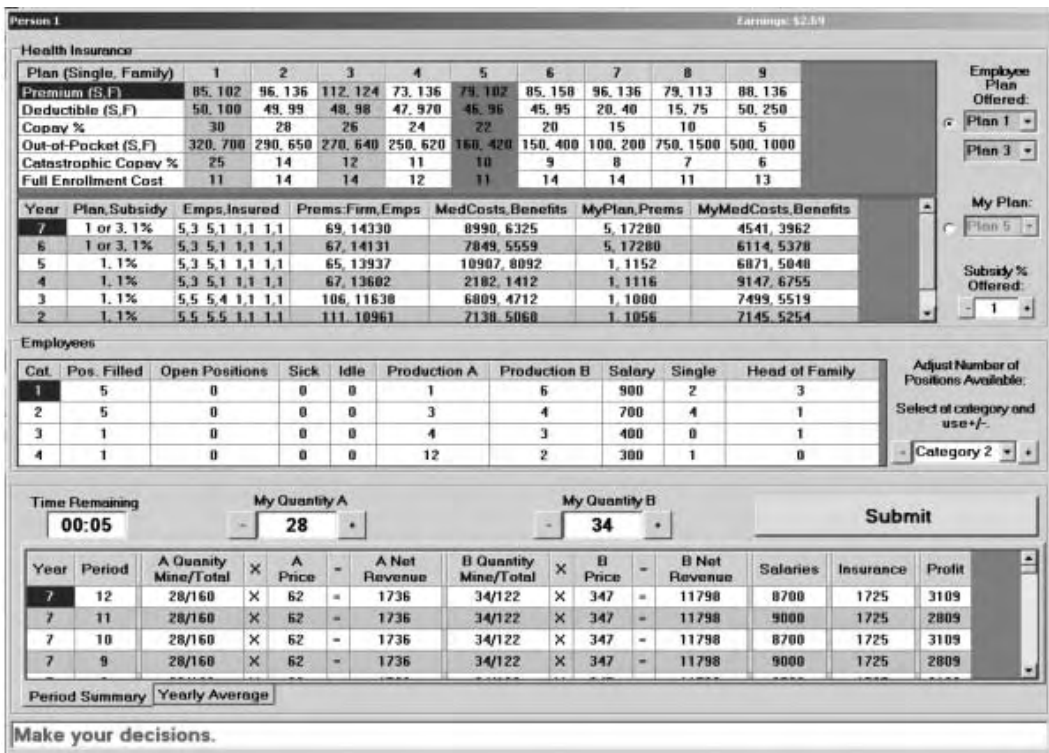 Person 1 Earnings: $2.59
Health Insurance
Plan (Single, Family) 1 2 3 4 5 6 7 8 9
Premium (S,F) 85, 102 96, 136 112, 124 73, 136 79, 102 85, 158 96, 136 79, 113 88, 136
Deductible (S,F) 50, 100 49, 99 48, 98 47, 970 46, 96 45, 95 20, 40 15, 75 50, 250
Copay % 30 28 26 24 22 20 15 10 5
Out-of-Pocket (S,F) 320, 700 290, 650 270, 640 250, 620 160, 420 150, 400 100, 200 750, 1500 500, 1000
Catastrophic Copay % 25 14 12 11 10 9 8 7 6
Full Enrollment Cost 11 14 14 12 11 14 14 11 13
Employee
Plan
Offered:
Plan 1
Plan 3
Year Plan,Subsidy Emps,Insured Prems:Firm,Emps MedCosts,Benefits MyPlan,Prems MyMedCosts,Benefits
7 1 or 3, 1% 5,3 5,1 1,1 1,1 69, 14330 8990, 6325 5, 17280 4541, 3962
6 1 or 3, 1% 5,3 5,1 1,1 1,1 67, 14131 7849, 5559 5, 17280 6114, 5378
5 1, 1% 5,3 5,1 1,1 1,1 65, 13937 10907, 8092 1, 1152 6871, 5048
4 1, 1% 5,3 5,1 1,1 1,1 67, 13602 2182, 1412 1, 1116 9147, 6755
3 1, 1% 5,5 5,4 1,1 1,1 106, 11638 6809, 4712 1, 1080 7499, 5519
2 1, 1% 5,5 5,5 1,1 1,1 111, 10961 7138, 5068 1, 1056 7145, 5254
My Plan:
Plan 5
Subsidy %
Offered:
- 1 +
Employees
Cat. Pos. Filled Open Positions Sick Idle Production A Production B Salary Single Head of Family
1 5 0 0 0 1 6 900 2 3
2 5 0 0 0 3 4 700 4 1
3 1 0 0 0 4 3 400 0 1
4 1 0 0 0 12 2 300 1 0
Adjust Number of
Positions Available:
Select at category and
use +/-.
- Category 2 +
Time Remaining My Quantity A My Quantity B
00:05 - 28 + - 34 + Submit
Year Period A Quanity Mine/Total X A Price = A Net Revenue B Quantity Mine/Total X B Price = B Net Revenue Salaries Insurance Profit
7 12 28/160 X 62 = 1736 34/122 X 347 = 11798 8700 1725 3109
7 11 28/160 X 62 = 1736 34/122 X 347 = 11798 9000 1725 2809
7 10 28/160 X 62 = 1736 34/122 X 347 = 11798 8700 1725 3109
7 9 28/160 X 62 = 1736 34/122 X 347 = 11798 9000 1725 2809
Period Summary Yearly Average
Make your decisions.